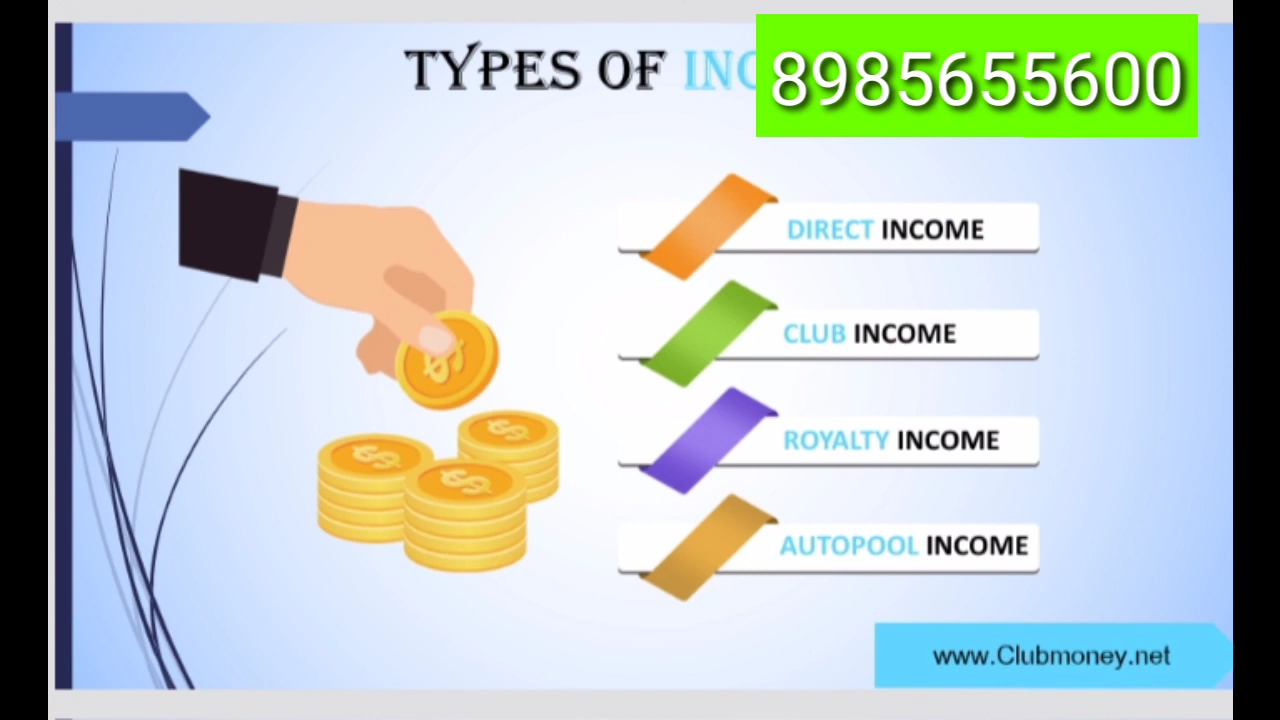 TYPES OF INC
8985655600
DIRECT INCOME
CLUB INCOME
ROYALTY INCOME
AUTOPOOL INCOME
www.Clubmoney.net